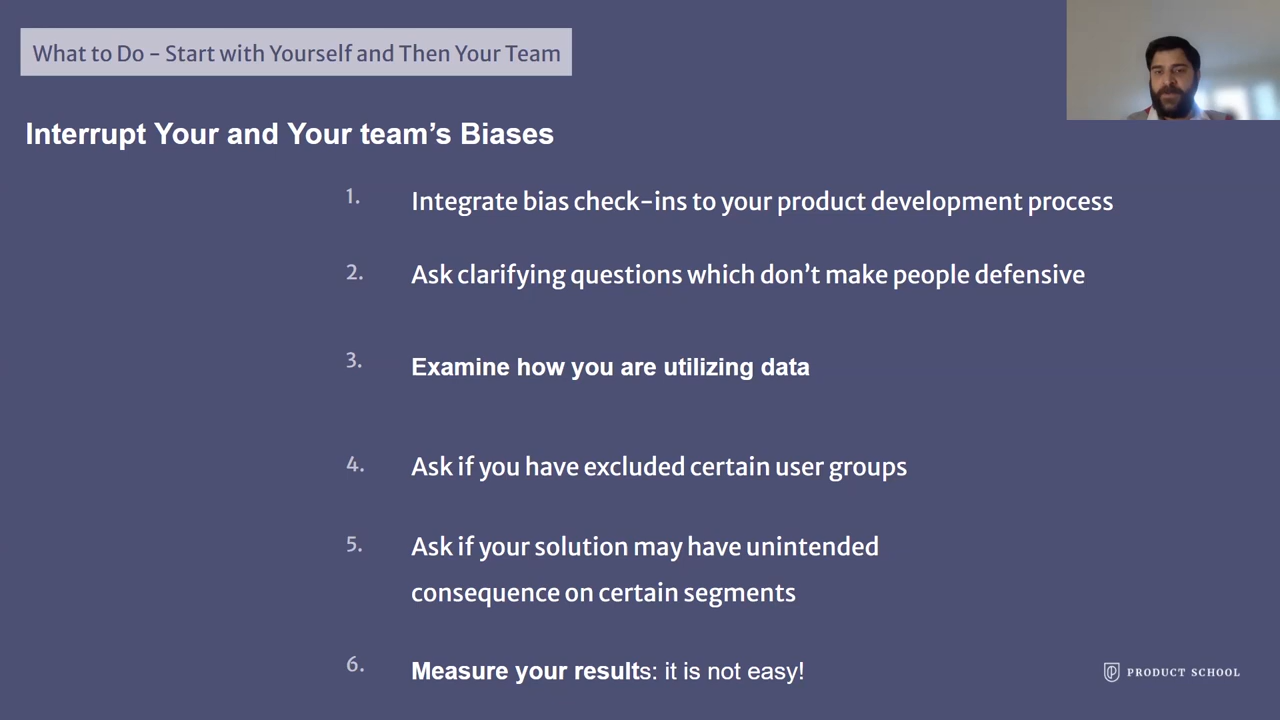 What to Do – Start with Yourself and Then Your Team
Interrupt Your and Your team’s Biases
1. Integrate bias check-ins to your product development process
2. Ask clarifying questions which don’t make people defensive
3. Examine how you are utilizing data
4. Ask if you have excluded certain user groups
5. Ask if your solution may have unintended
consequence on certain segments
6. Measure your results: it is not easy!
PRODUCT SCHOOL